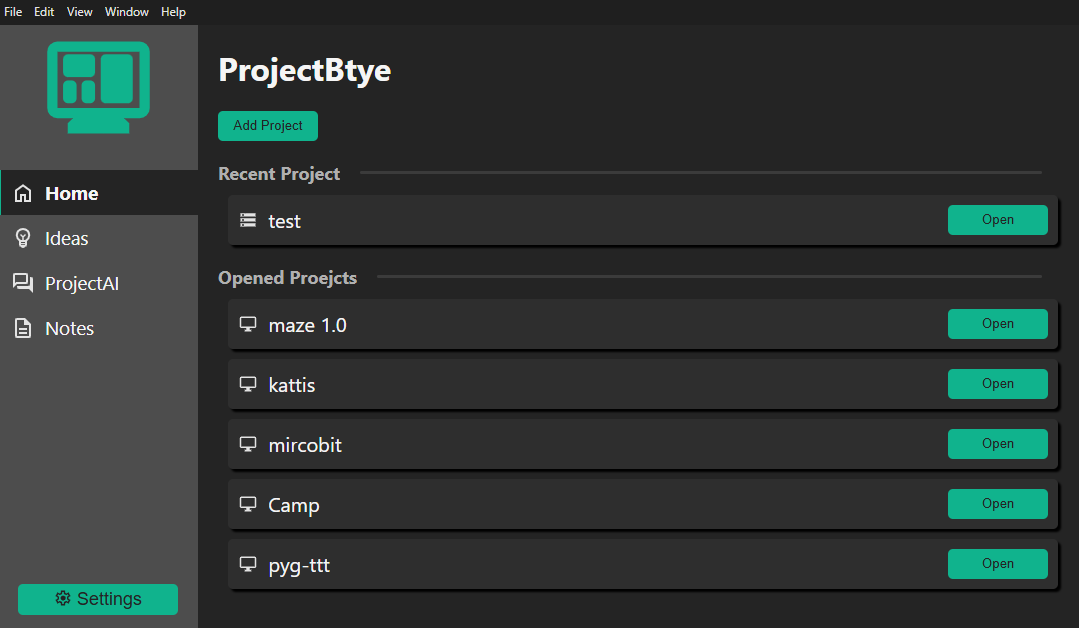 File Edit View Window Help
ProjectBtye
Add Project
Home
Ideas
ProjectAI
Notes
Settings
Recent Project
test Open
Opened Proejcts
maze 1.0 Open
kattis Open
mircobit Open
Camp Open
pyg-ttt Open